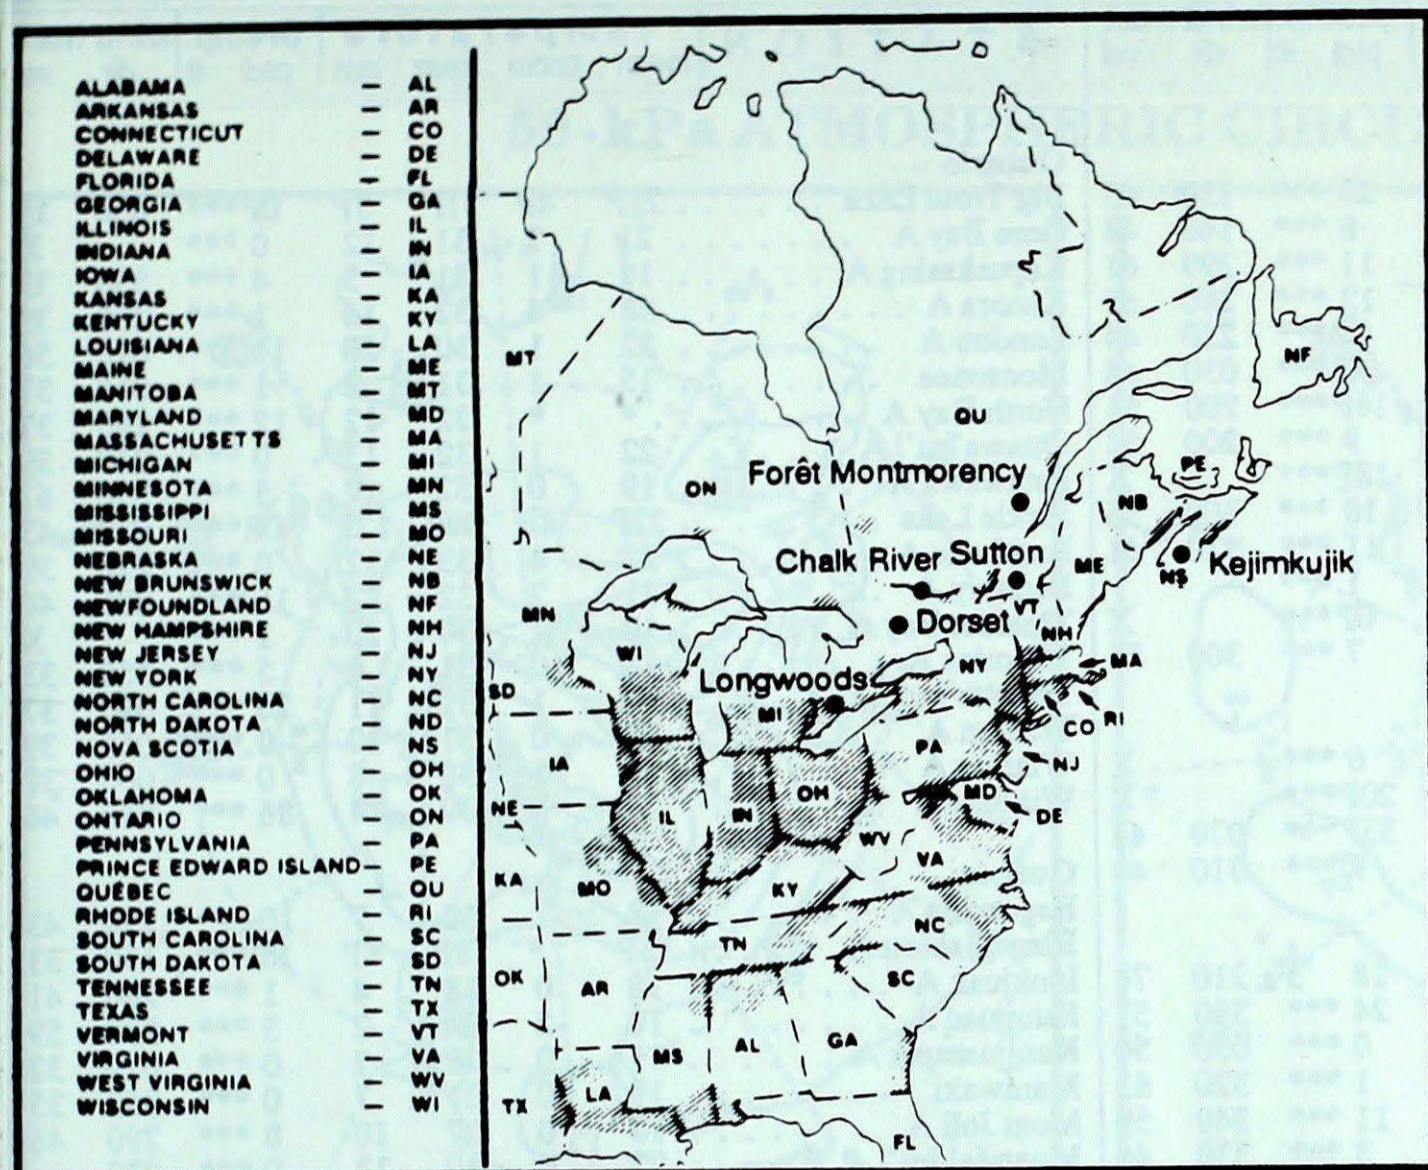 ALABAMA – AL
ARKANSAS – AR
CONNECTICUT – CO
DELAWARE – DE
FLORIDA – FL
GEORGIA – GA
ILLINOIS – IL
INDIANA – IN
IOWA – IA
KANSAS – KA
KENTUCKY – KY
LOUISIANA – LA
MAINE – ME
MANITOBA – MT
MARYLAND – MD
MASSACHUSETTS – MA
MICHIGAN – MI
MINNESOTA – MN
MISSISSIPPI – MS
MISSOURI – MO
NEBRASKA – NE
NEW BRUNSWICK – NB
NEWFOUNDLAND – NF
NEW HAMPSHIRE – NH
NEW JERSEY – NJ
NEW YORK – NY
NORTH CAROLINA – NC
NORTH DAKOTA – ND
NOVA SCOTIA – NS
OHIO – OH
OKLAHOMA – OK
ONTARIO – ON
PENNSYLVANIA – PA
PRINCE EDWARD ISLAND – PE
QUÉBEC – QU
RHODE ISLAND – RI
SOUTH CAROLINA – SC
SOUTH DAKOTA – SD
TENNESSEE – TN
TEXAS – TX
VERMONT – VT
VIRGINIA – VA
WEST VIRGINIA – WV
WISCONSIN – WI
MT
NF
QU
PE
ON
Forêt Montmorency
NB
Chalk River Sutton
ME
NS
Kejimkujik
MN
VT
Dorset
NH
WI
NY
MA
SD
Longwoods
MI
RI
CO
PA
IA
NJ
OH
MD
NE
IL
IN
DE
WV
VA
KA
MO
KY
NC
TN
OK
AR
SC
MS
AL
GA
LA
TX
FL